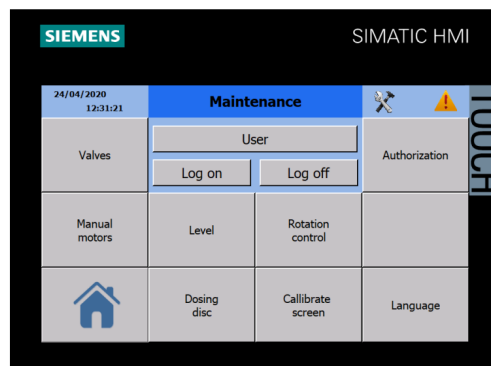 SIEMENS
SIMATIC HMI
24/04/2020
12:31:21
Maintenance
TOUCH
Valves
User
Log on
Log off
Authorization
Manual
motors
Level
Rotation
control
Dosing
disc
Callibrate
screen
Language